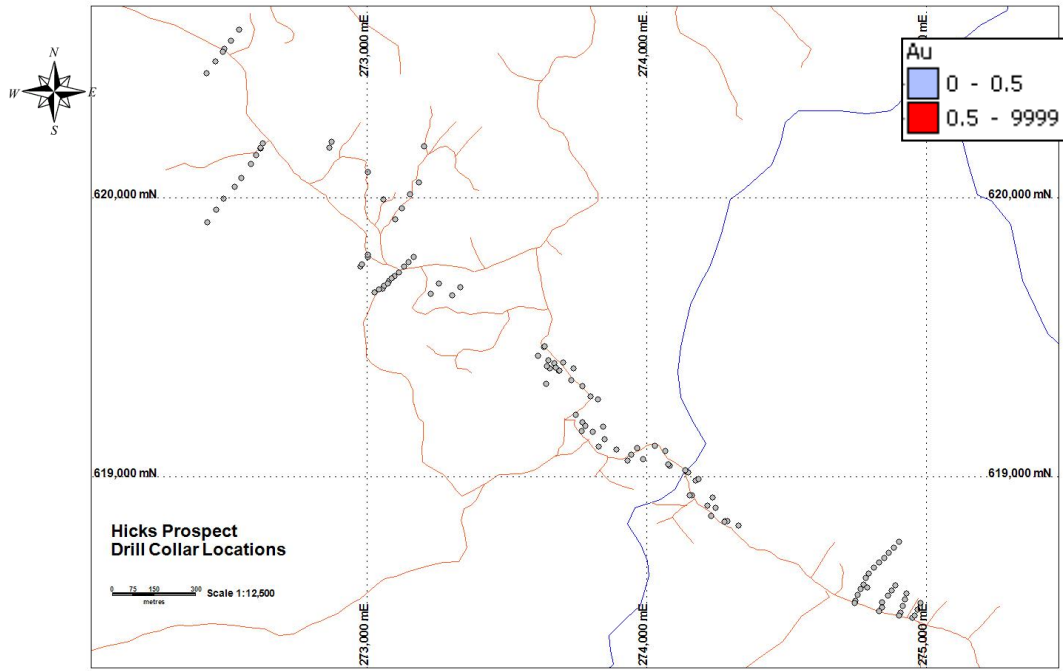 273,000 mE
274,000 mE
Au
0 - 0.5
0.5 - 9999
N
W
E
S
620,000 mN
620,000 mN
619,000 mN
619,000 mN
Hicks Prospect
Drill Collar Locations
0 75 150 300
metres
Scale 1:12,500
273,000 mE
274,000 mE
275,000 mE